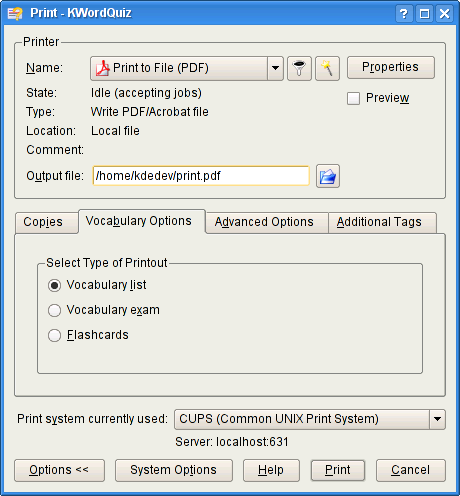 Print - KWordQuiz
Printer
Name: Print to File (PDF) Properties
State: Idle (accepting jobs) Preview
Type: Write PDF/Acrobat file
Location: Local file
Comment:
Output file: /home/kdedev/print.pdf
Copies Vocabulary Options Advanced Options Additional Tags
Select Type of Printout
Vocabulary list
Vocabulary exam
Flashcards
Print system currently used: CUPS (Common UNIX Print System)
Server: localhost:631
Options << System Options Help Print Cancel